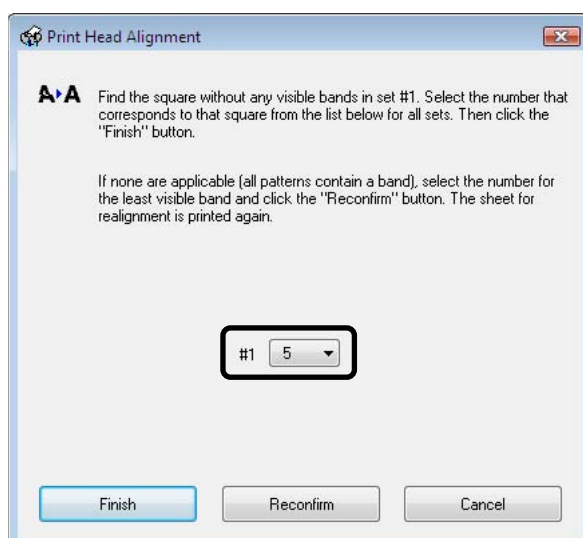 Print Head Alignment
A A
Find the square without any visible bands in set #1. Select the number that
corresponds to that square from the list below for all sets. Then click the
"Finish" button.
If none are applicable (all patterns contain a band), select the number for
the least visible band and click the "Reconfirm" button. The sheet for
realignment is printed again.
#1 5
Finish Reconfirm Cancel